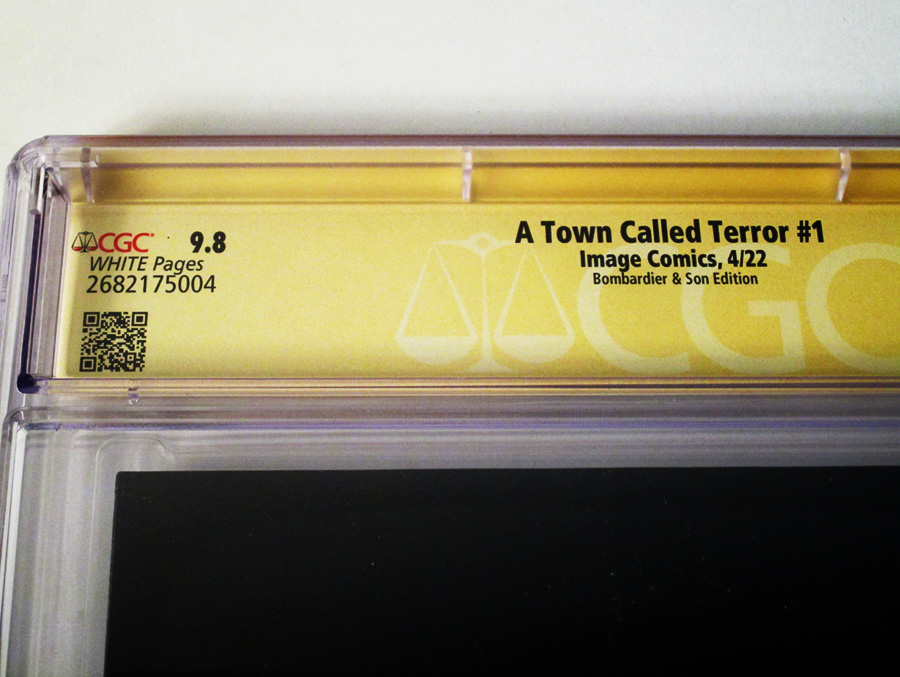 CGC 9.8
WHITE Pages
2682175004
A Town Called Terror #1
Image Comics, 4/22
Bombardier & Son Edition
CGC